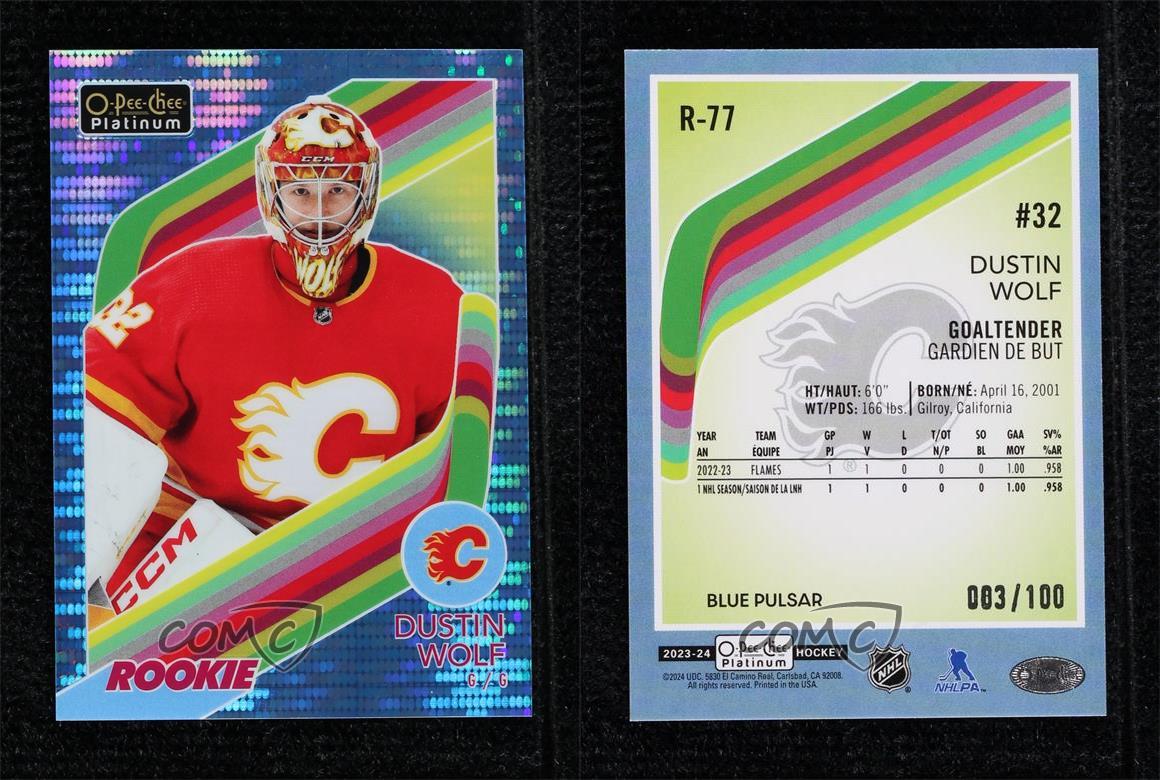 O-Pee-Chee
Platinum
CCM
WOLF
32
CCM
COMC
DUSTIN
WOLF
G / G
ROOKIE
R-77
#32
DUSTIN
WOLF
GOALTENDER
GARDIEN DE BUT
HT/HAUT: 6'0" BORN/NÉ: April 16, 2001
WT/PDS: 166 lbs. Gilroy, California
YEAR TEAM GP W L T/OT SO GAA SV%
AN ÉQUIPE PJ V D N/P BL MOY %AR
2022-23 FLAMES 1 1 0 0 0 1.00 .958
1 NHL SEASON/SAISON DE LA LNH 1 1 0 0 0 1.00 .958
BLUE PULSAR 083/100
COMC
2023-24 O-Pee-Chee Platinum HOCKEY
©2024 UDC. 5830 El Camino Real, Carlsbad, CA 92008.
All rights reserved. Printed in the USA.
NHL
NHLPA